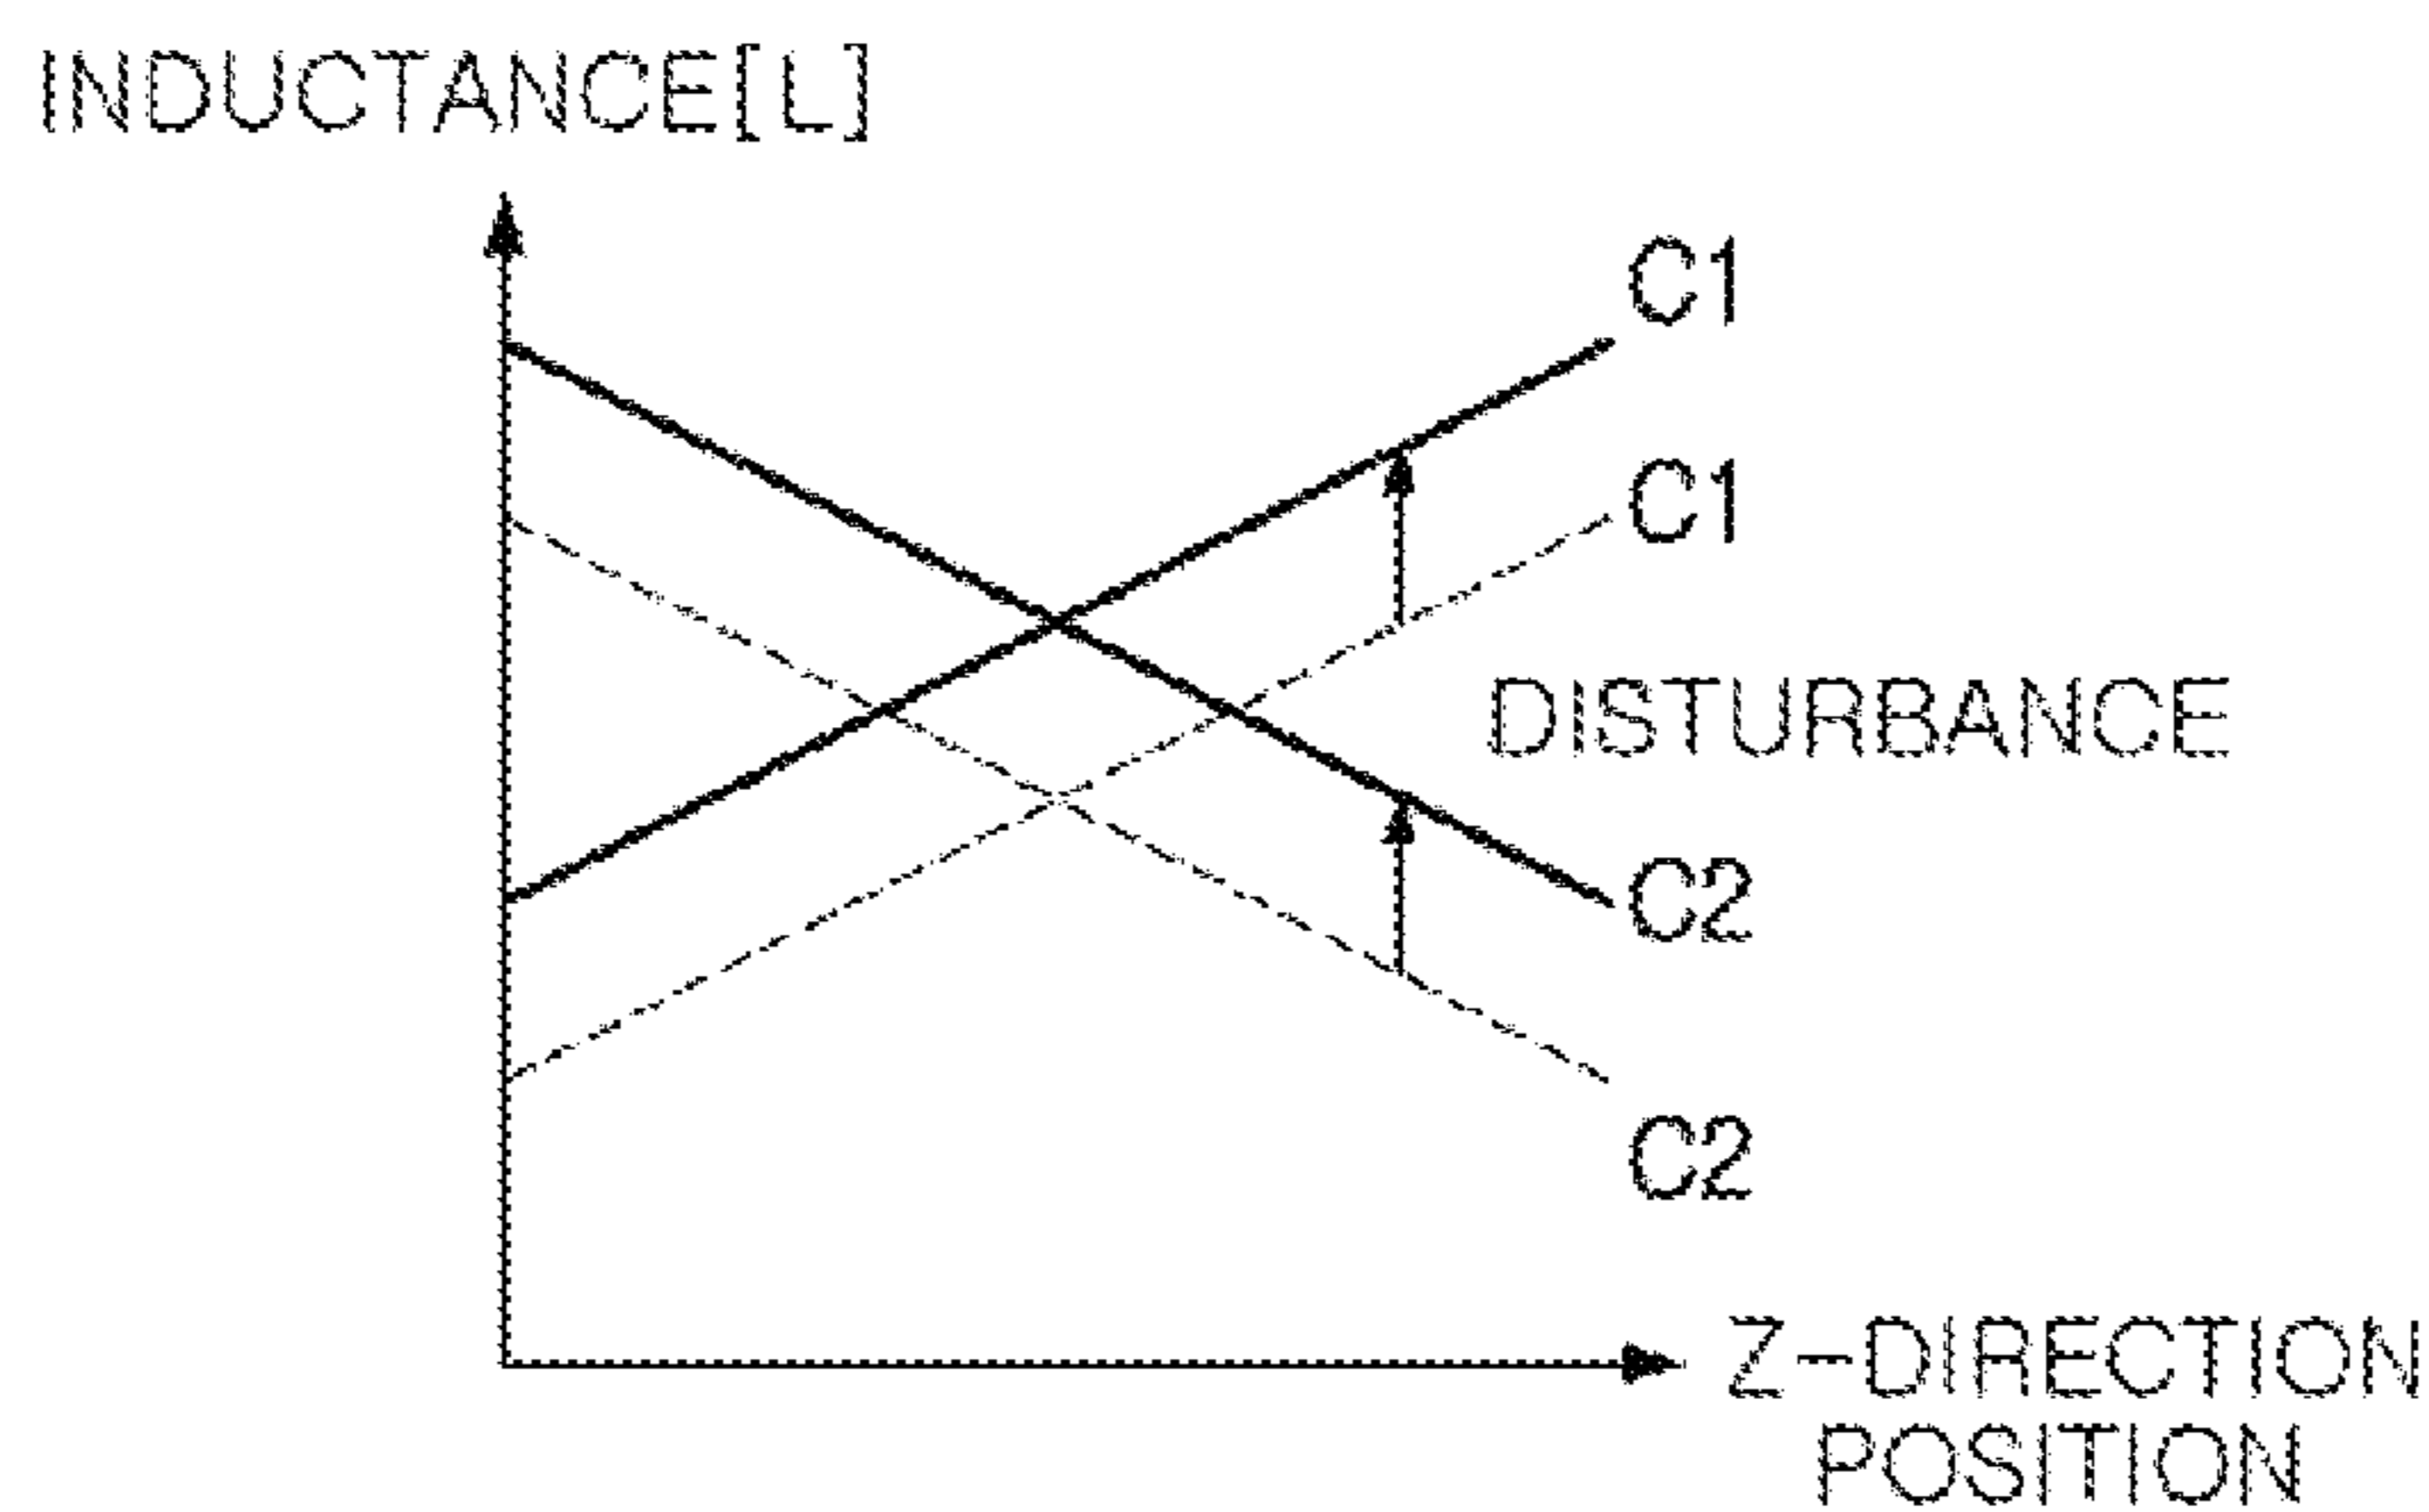 INDUCTANCE[L]
C1
C1
DISTURBANCE
C2
C2
Z-DIRECTION
POSITION